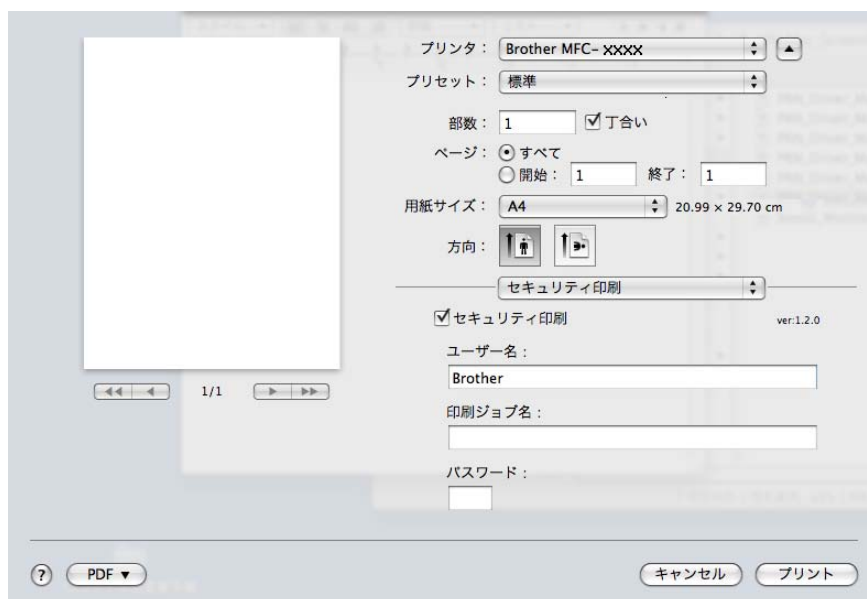 プリンタ： Brother MFC- XXXX
プリセット： 標準
部数： 1 丁合い
ページ： すべて
開始： 1 終了： 1
用紙サイズ： A4 20.99 × 29.70 cm
方向：
セキュリティ印刷
セキュリティ印刷 ver:1.2.0
ユーザー名：
Brother
1/1
印刷ジョブ名：
パスワード：
? PDF ▼ キャンセル プリント